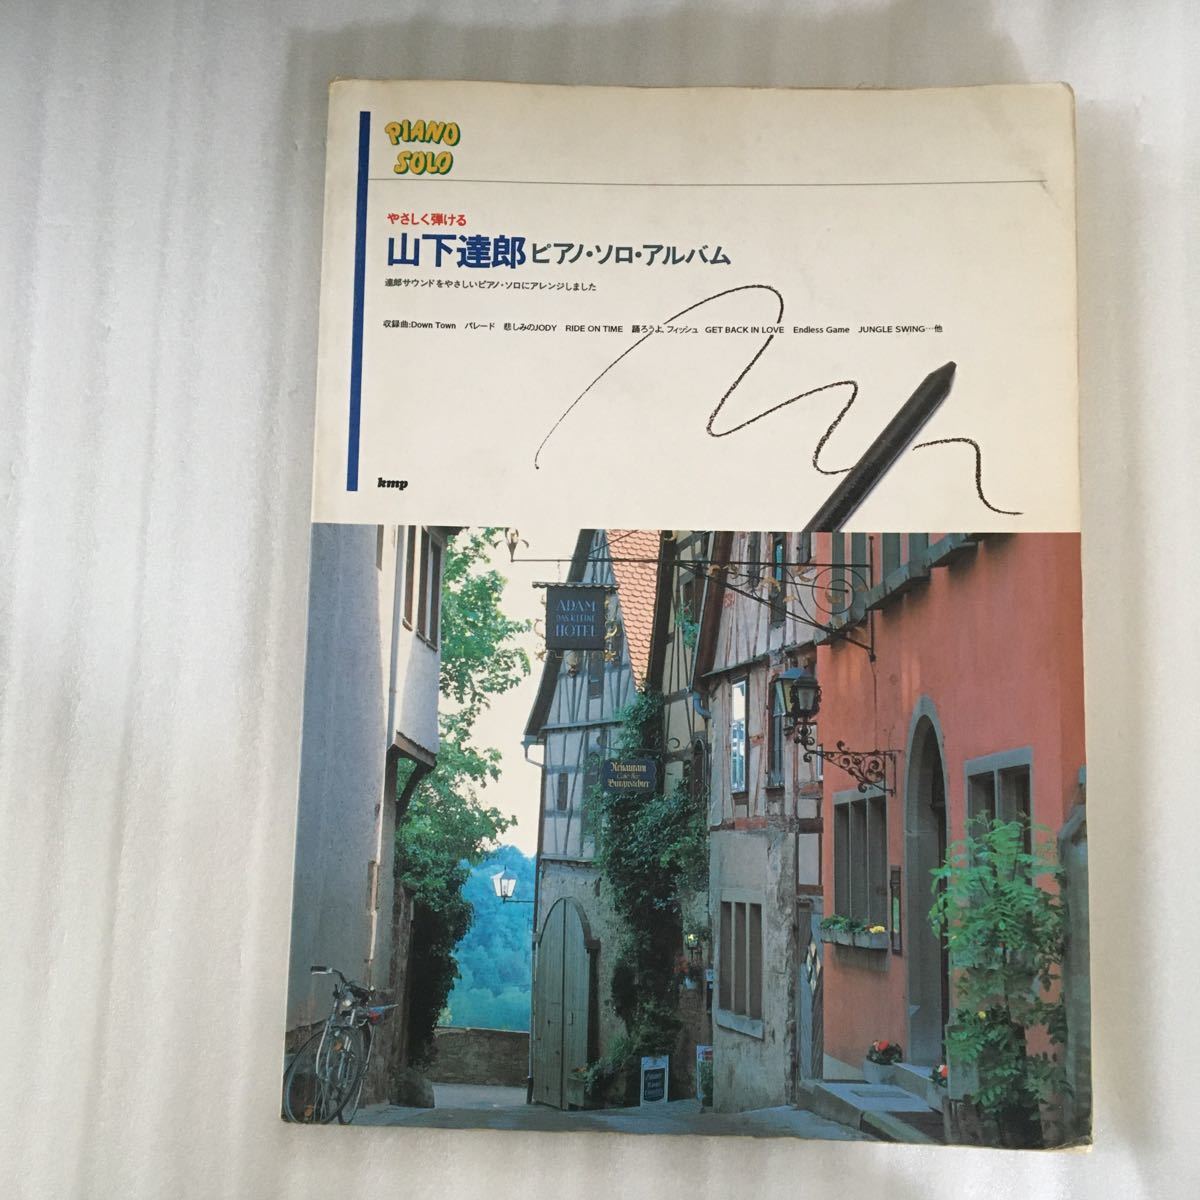 PIANO
SOLO
やさしく弾ける
山下達郎ピアノ・ソロ・アルバム
達郎サウンドをやさしいピアノ・ソロにアレンジしました
収録曲:Down Town パレード 悲しみのJODY RIDE ON TIME 踊ろうよ、フィッシュ GET BACK IN LOVE Endless Game JUNGLE SWING…他
kmp
ADAM
DAS KLEINE
HOTEL